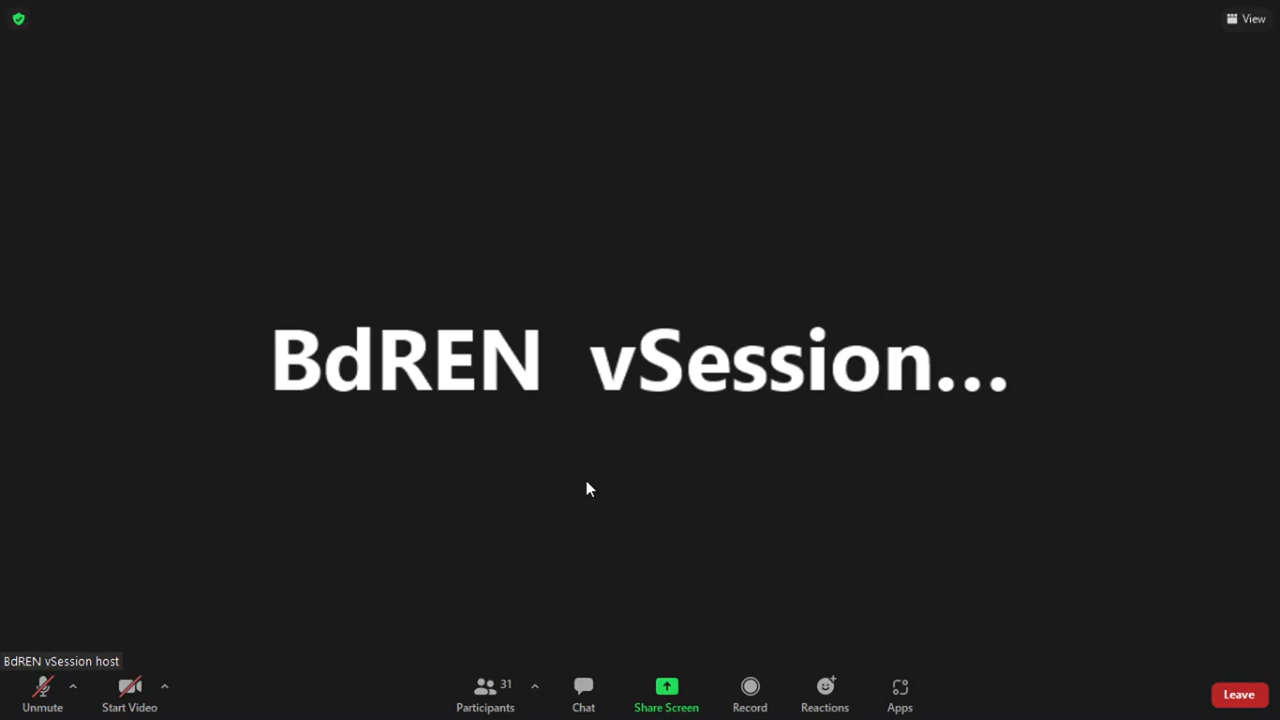 View
BdREN vSession...
BdREN vSession host
Unmute
Start Video
31
Participants
Chat
Share Screen
Record
Reactions
Apps
Leave